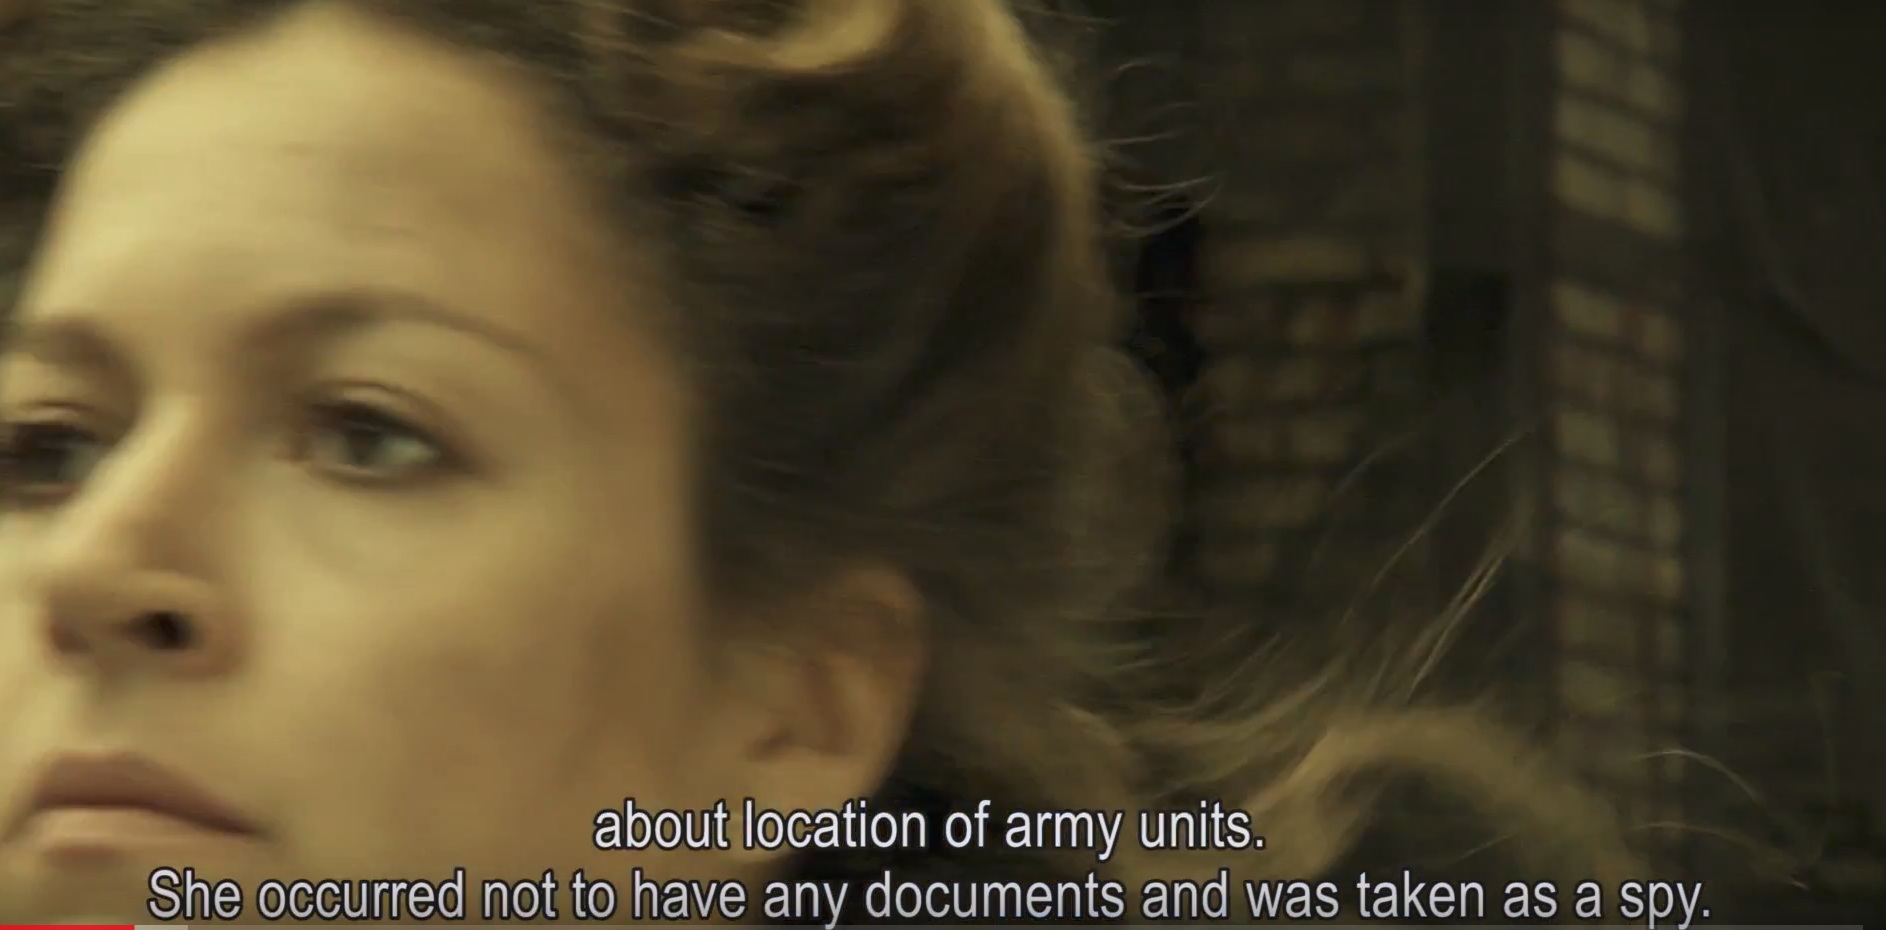 about location of army units.
She occurred not to have any documents and was taken as a spy.